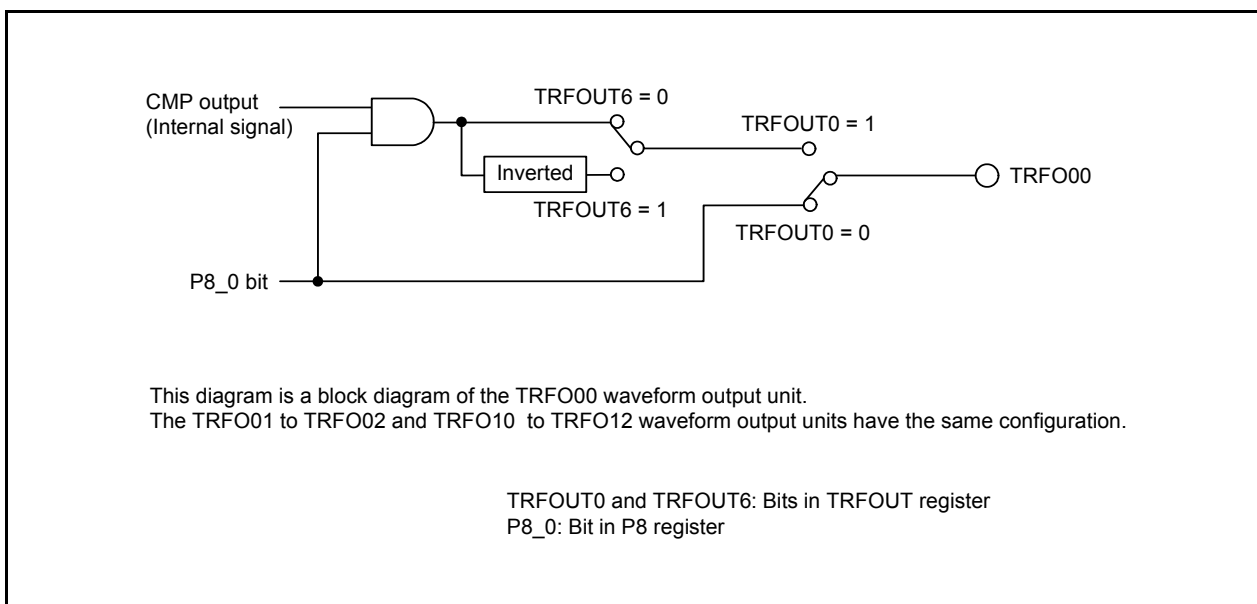 CMP output
(Internal signal)
TRFOUT6 = 0
TRFOUT0 = 1
Inverted
TRFO00
TRFOUT6 = 1
TRFOUT0 = 0
P8_0 bit
This diagram is a block diagram of the TRFO00 waveform output unit.
The TRFO01 to TRFO02 and TRFO10  to TRFO12 waveform output units have the same configuration.
TRFOUT0 and TRFOUT6: Bits in TRFOUT register
P8_0: Bit in P8 register